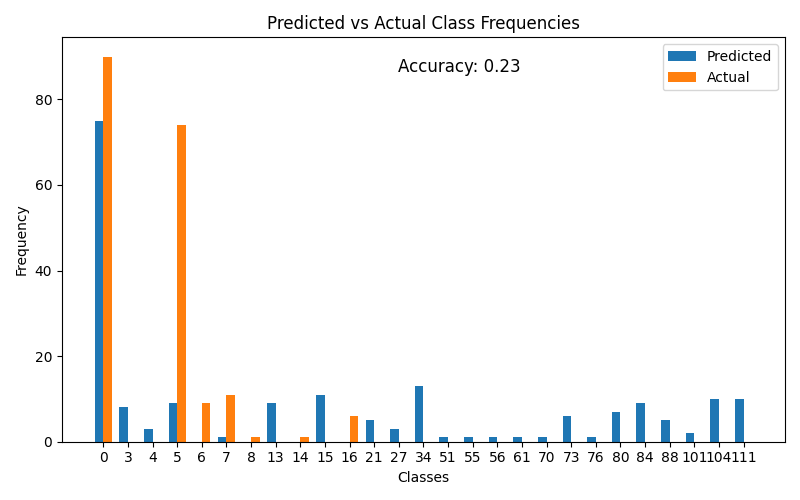 Predicted vs Actual Class Frequencies
Accuracy: 0.23
Predicted
Actual
80
60
40
20
0
Frequency
0 3 4 5 6 7 8 13 14 15 16 21 27 34 51 55 56 61 70 73 76 80 84 88 101 104 111
Classes